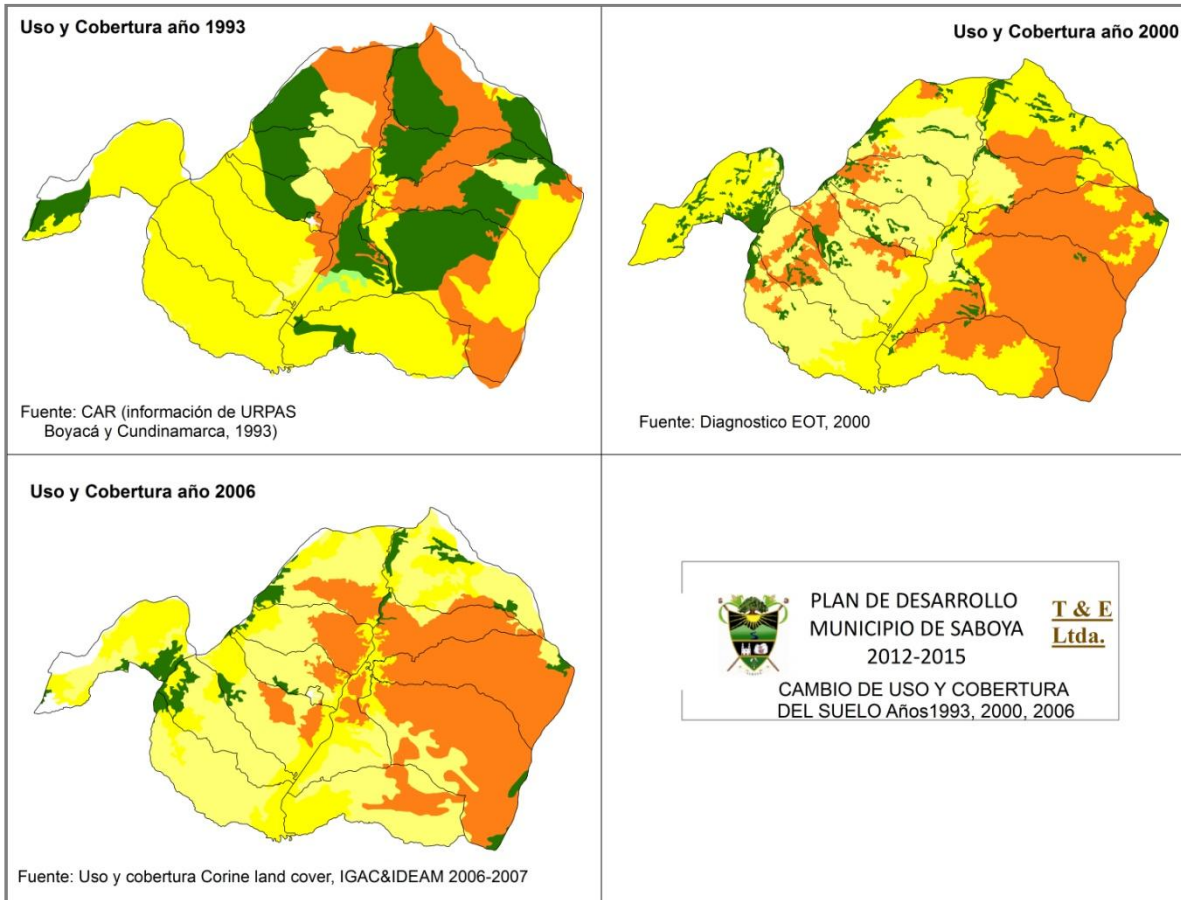 Uso y Cobertura año 1993
Fuente: CAR (información de URPAS
Boyacá y Cundinamarca, 1993)
Uso y Cobertura año 2000
Fuente: Diagnostico EOT, 2000
Uso y Cobertura año 2006
Fuente: Uso y cobertura Corine land cover, IGAC&IDEAM 2006-2007
PLAN DE DESARROLLO
MUNICIPIO DE SABOYA
2012-2015
T & E
Ltda.
CAMBIO DE USO Y COBERTURA
DEL SUELO Años1993, 2000, 2006